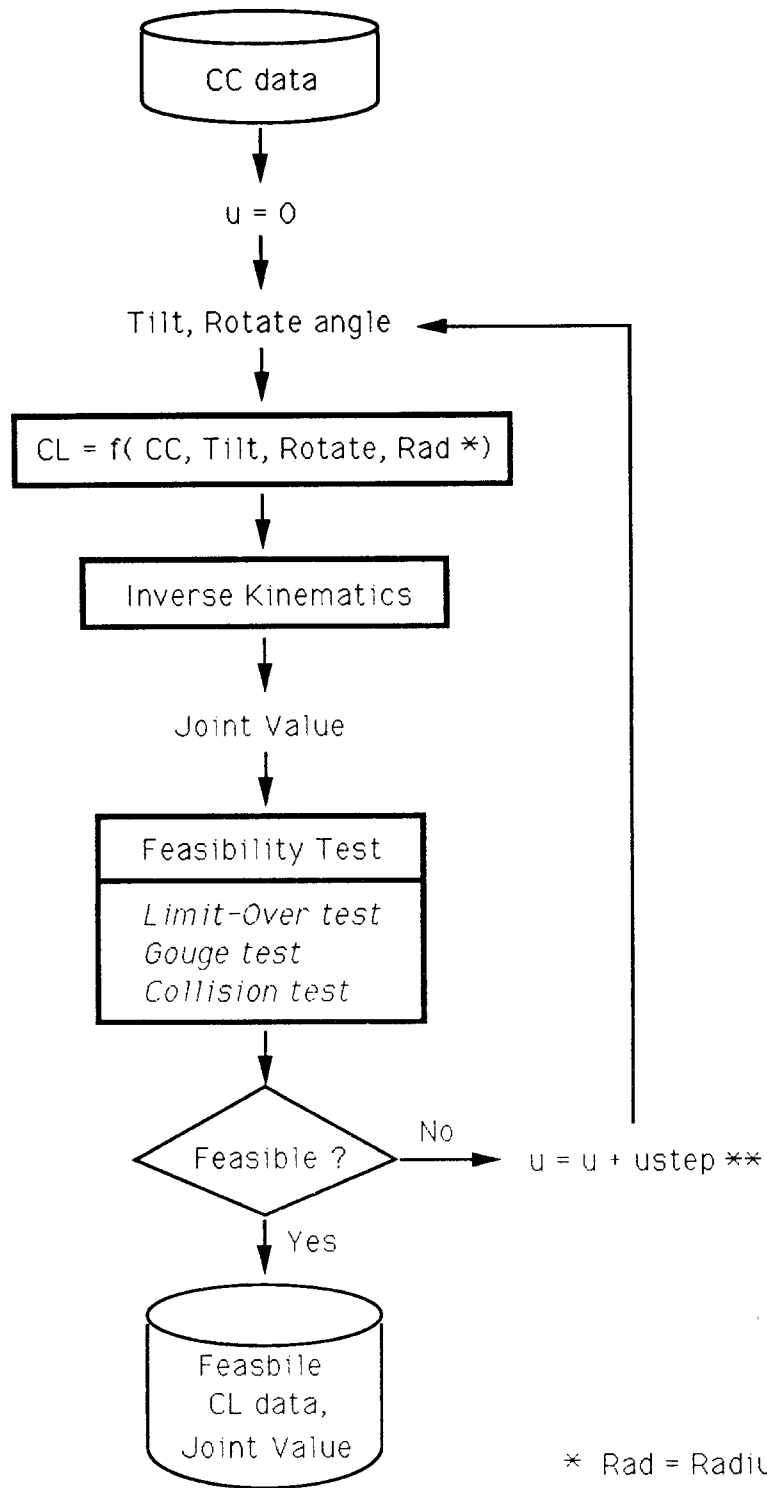 CC data
u = 0
Tilt, Rotate angle
CL = f( CC, Tilt, Rotate, Rad *)
Inverse Kinematics
Joint Value
Feasibility Test
Limit-Over test
Gouge test
Collision test
Feasible ?
No
u = u + ustep **
Yes
Feasbile
CL data,
Joint Value
* Rad =